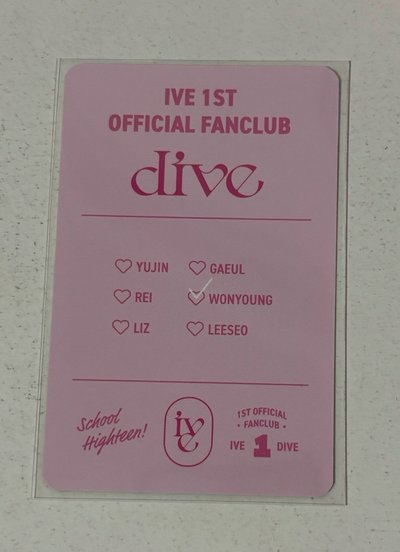 IVE 1ST
OFFICIAL FANCLUB
dive
YUJIN GAEUL
REI WONYOUNG
LIZ LEESEO
School
Highteen!
ive
1ST OFFICIAL
• FANCLUB •
IVE 1 DIVE